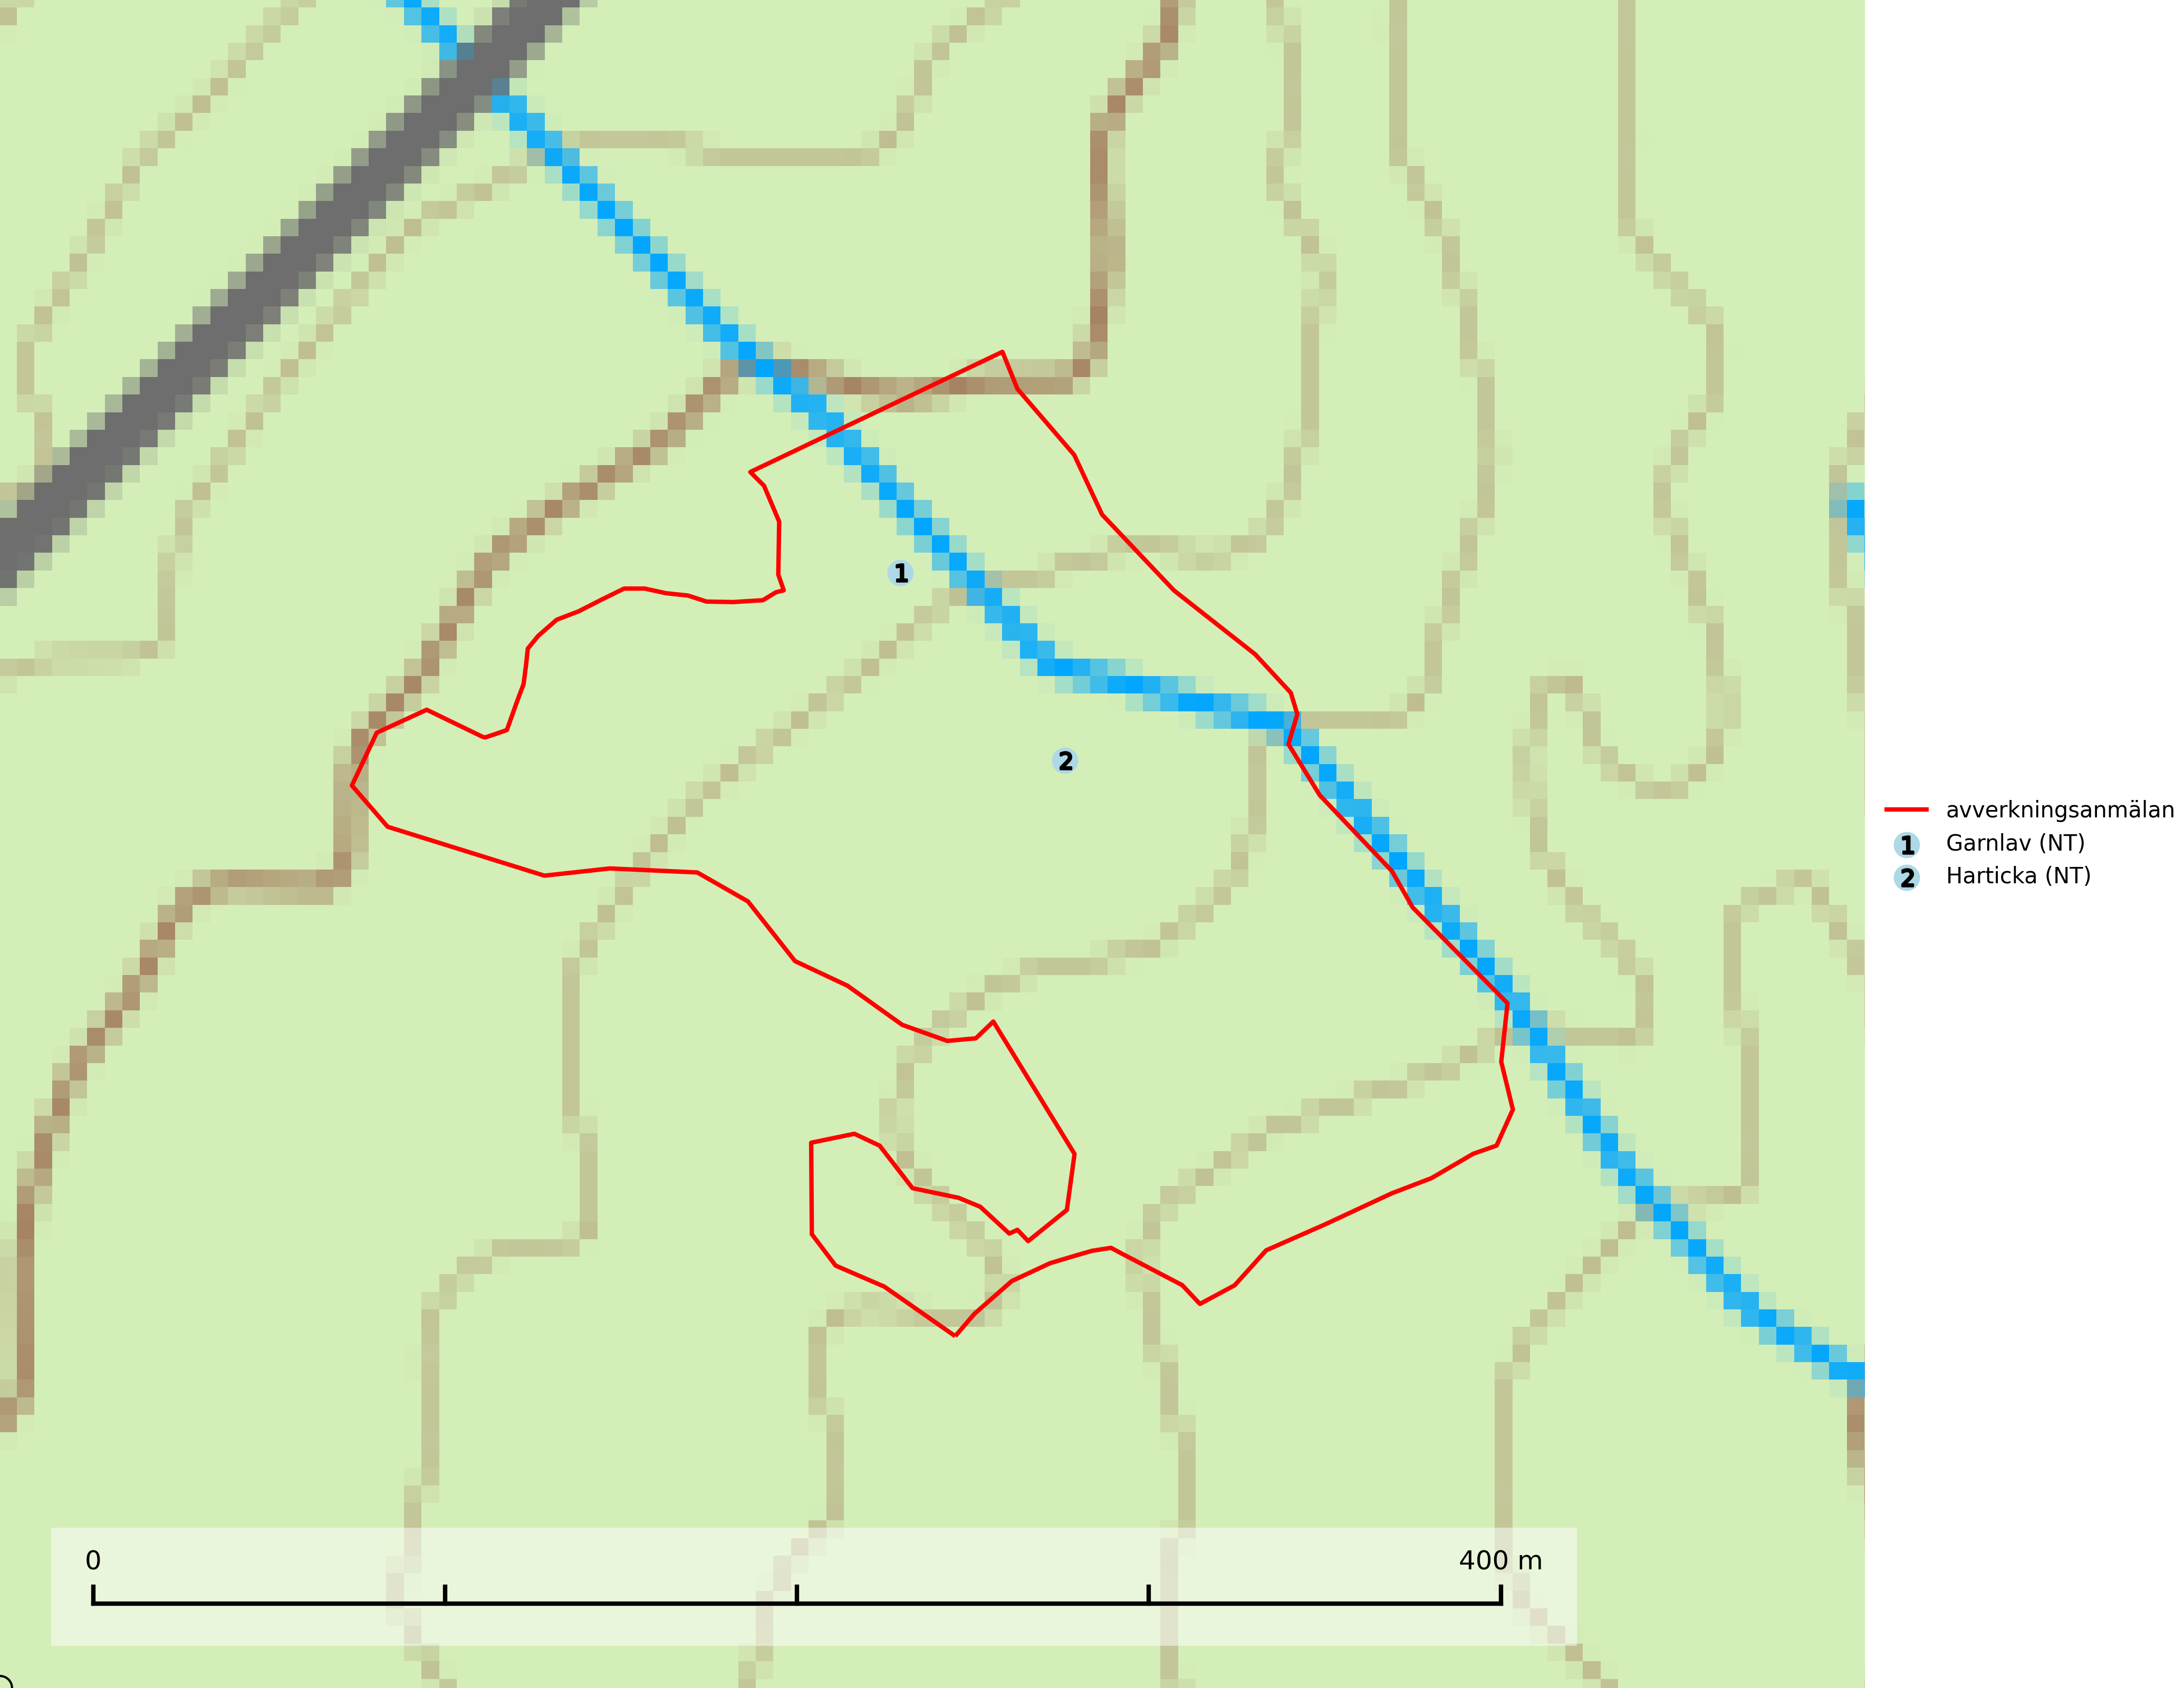 1
2
avverkningsanmälan
1 Garnlav (NT)
2 Harticka (NT)
0 400 m